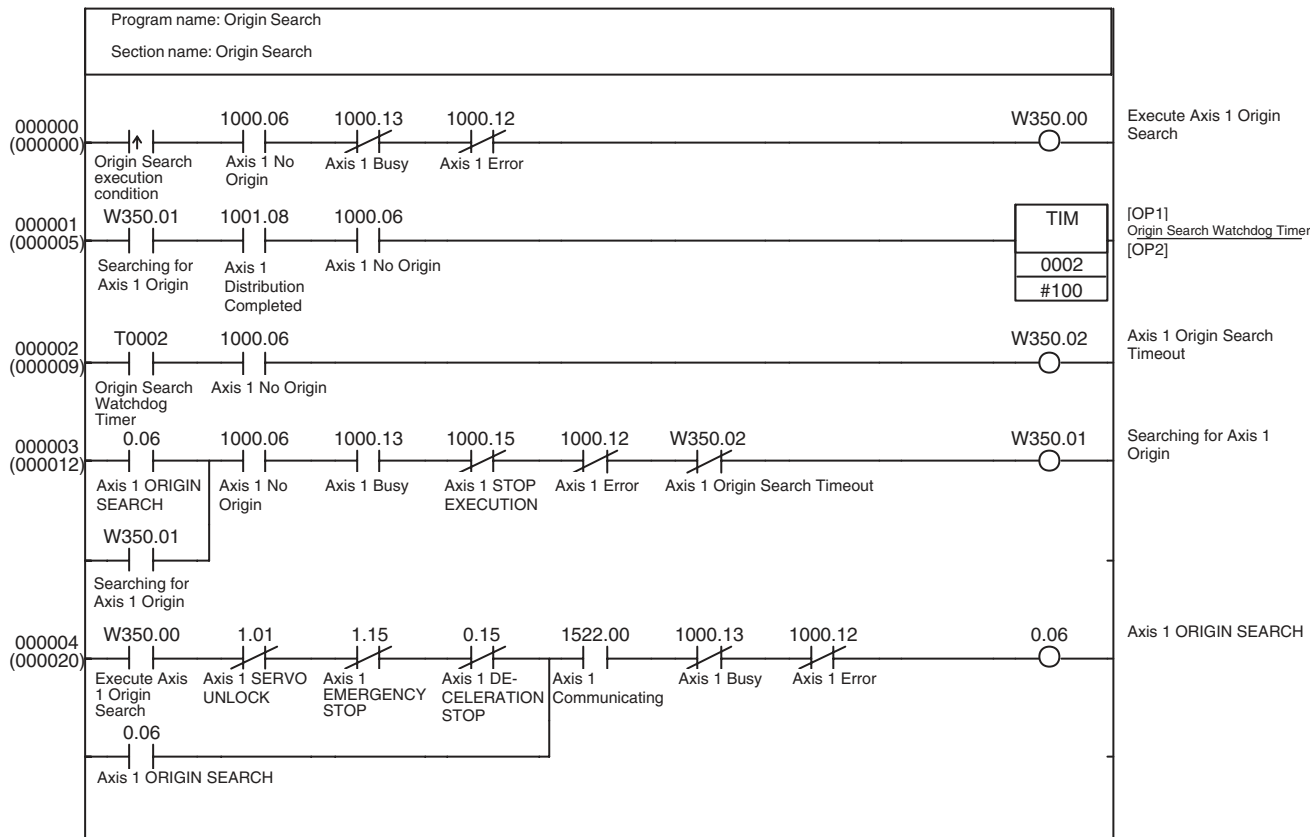 Program name: Origin Search
Section name: Origin Search
000000
(000000)
1000.06 1000.13 1000.12 W350.00
Origin Search
execution
condition
Axis 1 No
Origin
Axis 1 Busy
Axis 1 Error
Execute Axis 1 Origin
Search
000001
(000005)
W350.01 1001.08 1000.06
Searching for
Axis 1 Origin
Axis 1
Distribution
Completed
Axis 1 No Origin
TIM
0002
#100
[OP1]
Origin Search Watchdog Timer
[OP2]
000002
(000009)
T0002 1000.06 W350.02
Origin Search
Watchdog
Timer
Axis 1 No Origin
Axis 1 Origin Search
Timeout
000003
(000012)
0.06 1000.06 1000.13 1000.15 1000.12 W350.02 W350.01
Axis 1 ORIGIN
SEARCH
Axis 1 No
Origin
Axis 1 Busy
Axis 1 STOP
EXECUTION
Axis 1 Error
Axis 1 Origin Search Timeout
Searching for Axis 1
Origin
W350.01
Searching for
Axis 1 Origin
000004
(000020)
W350.00 1.01 1.15 0.15 1522.00 1000.13 1000.12 0.06
Execute Axis
1 Origin
Search
Axis 1 SERVO
UNLOCK
Axis 1
EMERGENCY
STOP
Axis 1 DE-
CELERATION
STOP
Axis 1
Communicating
Axis 1 Busy
Axis 1 Error
Axis 1 ORIGIN SEARCH
0.06
Axis 1 ORIGIN SEARCH